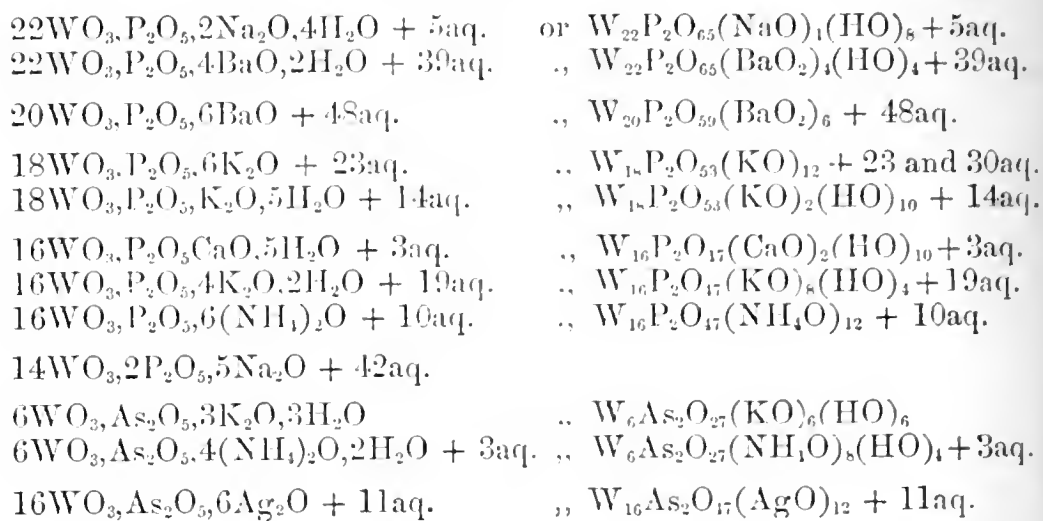 22WO₃,P₂O₅,2Na₂O,4H₂O + 5aq. or W₂₂P₂O₆₅(NaO)₄(HO)₈ + 5aq.
22WO₃,P₂O₅,4BaO,2H₂O + 39aq. ,, W₂₂P₂O₆₅(BaO₂)₄(HO)₄ + 39aq.
20WO₃,P₂O₅,6BaO + 48aq. ,, W₂₀P₂O₅₉(BaO₂)₆ + 48aq.
18WO₃,P₂O₅,6K₂O + 23aq. ,, W₁₈P₂O₅₃(KO)₁₂ + 23 and 30aq.
18WO₃,P₂O₅,K₂O,5H₂O + 14aq. ,, W₁₈P₂O₅₃(KO)₂(HO)₁₀ + 14aq.
16WO₃,P₂O₅CaO,5H₂O + 3aq. ,, W₁₆P₂O₄₇(CaO)₂(HO)₁₀ + 3aq.
16WO₃,P₂O₅,4K₂O,2H₂O + 19aq. ,, W₁₆P₂O₄₇(KO)₈(HO)₄ + 19aq.
16WO₃,P₂O₅,6(NH₄)₂O + 10aq. ,, W₁₆P₂O₄₇(NH₄O)₁₂ + 10aq.
14WO₃,2P₂O₅,5Na₂O + 42aq.
6WO₃,As₂O₅,3K₂O,3H₂O ,, W₆As₂O₂₇(KO)₆(HO)₆
6WO₃,As₂O₅,4(NH₄)₂O,2H₂O + 3aq. ,, W₆As₂O₂₇(NH₄O)₈(HO)₄ + 3aq.
16WO₃,As₂O₅,6Ag₂O + 11aq. ,, W₁₆As₂O₄₇(AgO)₁₂ + 11aq.